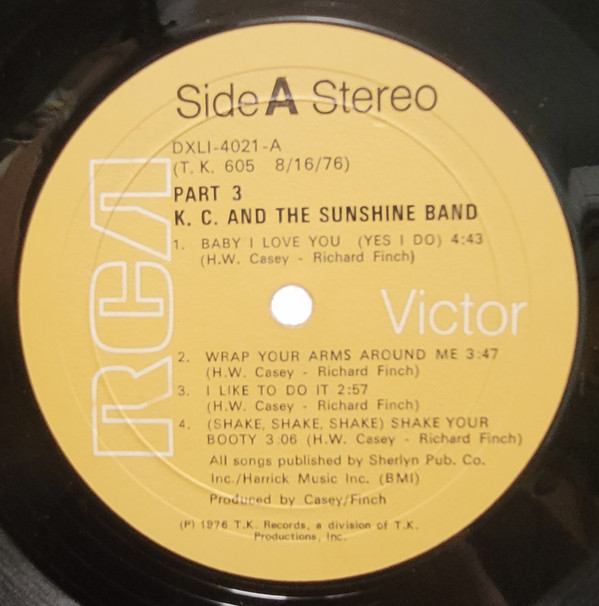 Side A Stereo
DXLI-4021-A
(T. K. 605 8/16/76)
PART 3
K. C. AND THE SUNSHINE BAND
1. BABY I LOVE YOU (YES I DO) 4:43
(H.W. Casey - Richard Finch)
RCA
Victor
2. WRAP YOUR ARMS AROUND ME 3:47
(H.W. Casey - Richard Finch)
3. I LIKE TO DO IT 2:57
(H.W. Casey - Richard Finch)
4. (SHAKE, SHAKE, SHAKE) SHAKE YOUR
BOOTY 3:06 (H.W. Casey - Richard Finch)
All songs published by Sherlyn Pub. Co.
Inc./Harrick Music Inc. (BMI)
Produced by Casey/Finch
(P) 1976 T.K. Records, a division of T.K.
Productions, Inc.